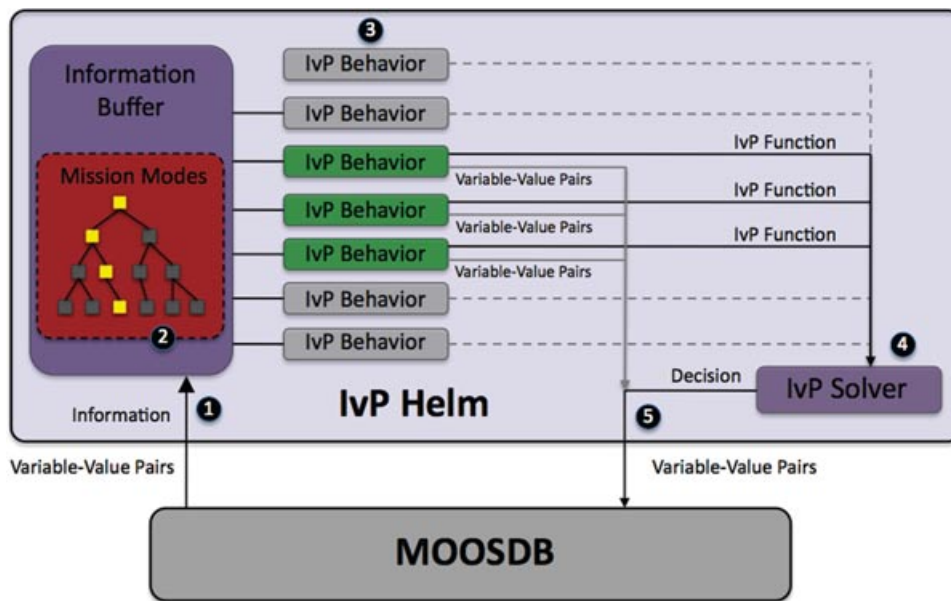 3
Information
Buffer
IvP Behavior
IvP Behavior
IvP Behavior
IvP Function
Mission Modes
Variable-Value Pairs
IvP Behavior
IvP Function
Variable-Value Pairs
IvP Behavior
IvP Function
Variable-Value Pairs
IvP Behavior
2
IvP Behavior
4
Decision
IvP Solver
Information
1
IvP Helm
5
Variable-Value Pairs
Variable-Value Pairs
MOOSDB